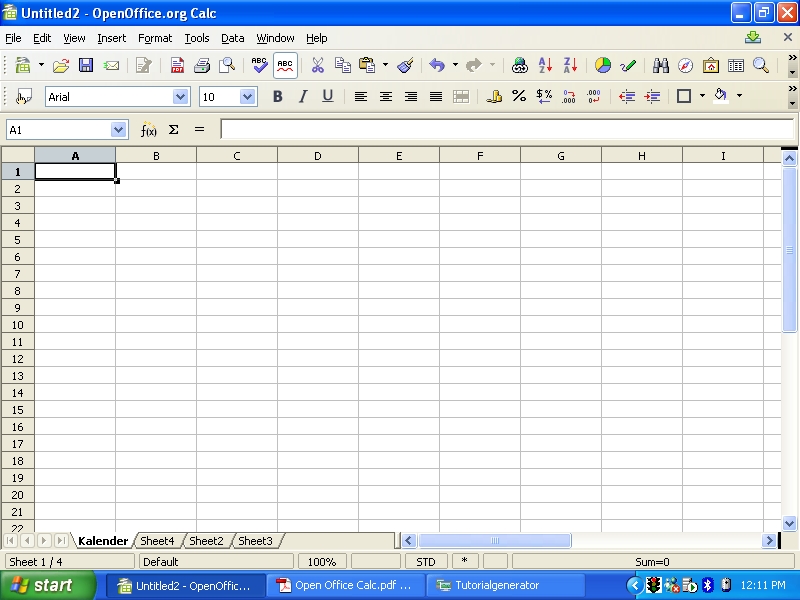 Untitled2 - OpenOffice.org Calc
File Edit View Insert Format Tools Data Window Help
Arial 10 B I U % $%
A1 f(x) Σ =
A B C D E F G H I
1
2
3
4
5
6
7
8
9
10
11
12
13
14
15
16
17
18
19
20
21
22
Kalender Sheet4 Sheet2 Sheet3
Sheet 1 / 4 Default 100% STD * Sum=0
start Untitled2 - OpenOffic... Open Office Calc.pdf ... Tutorialgenerator 12:11 PM